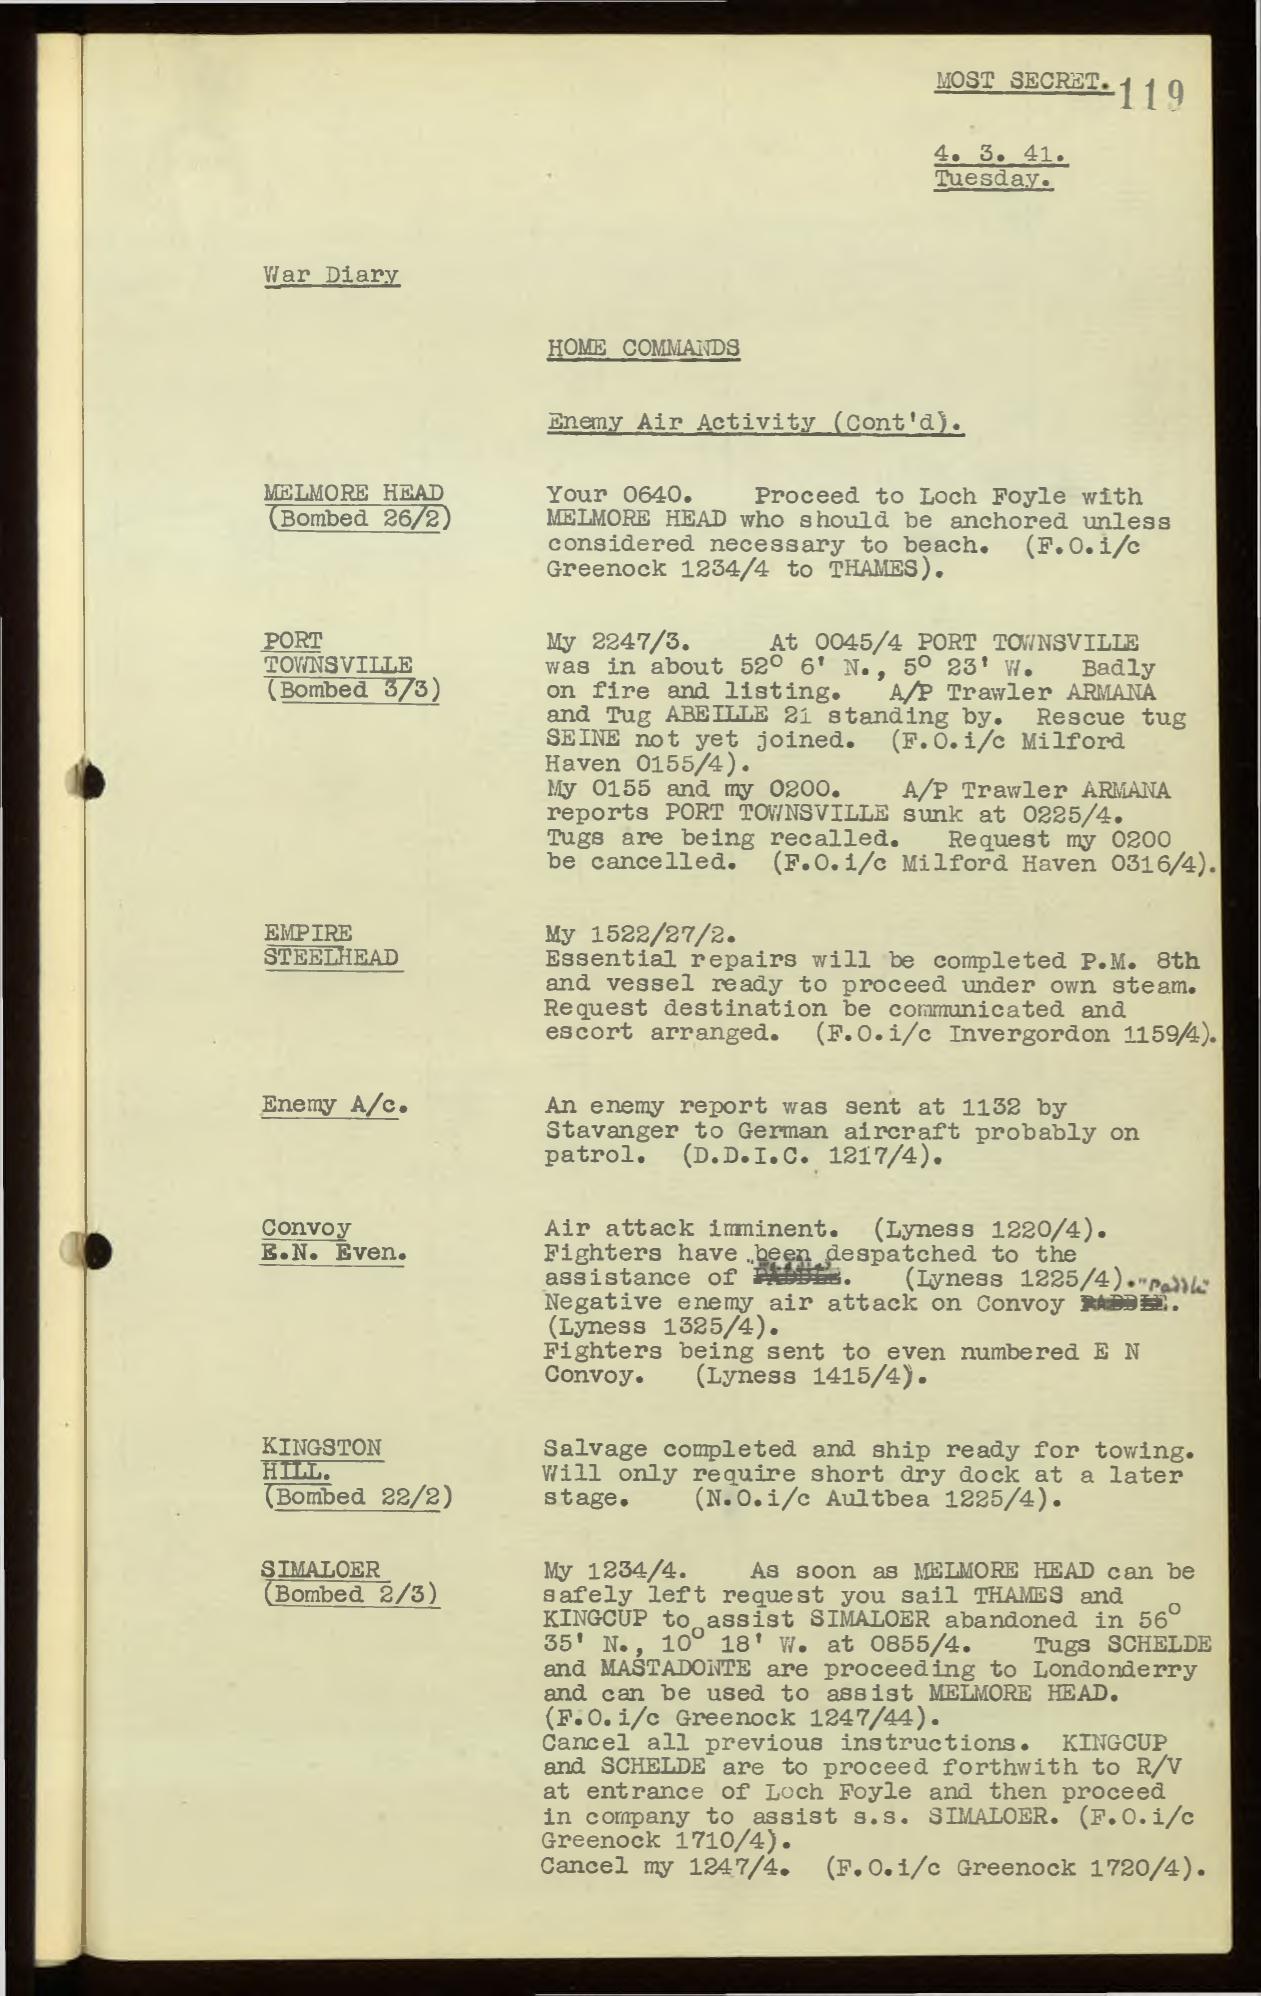 MOST SECRET. 119
4. 3. 41.
Tuesday.
War Diary
HOME COMMANDS
Enemy Air Activity (Cont'd).
MELMORE HEAD
(Bombed 26/2)
Your 0640. Proceed to Loch Foyle with
MELMORE HEAD who should be anchored unless
considered necessary to beach. (F.O.i/c
Greenock 1234/4 to THAMES).
PORT
TOWNSVILLE
(Bombed 3/3)
My 2247/3. At 0045/4 PORT TOWNSVILLE
was in about 52° 6' N., 5° 23' W. Badly
on fire and listing. A/P Trawler ARMANA
and Tug ABEILLE 21 standing by. Rescue tug
SEINE not yet joined. (F.O.i/c Milford
Haven 0155/4).
My 0155 and my 0200. A/P Trawler ARMANA
reports PORT TOWNSVILLE sunk at 0225/4.
Tugs are being recalled. Request my 0200
be cancelled. (F.O.i/c Milford Haven 0316/4).
EMPIRE
STEELHEAD
My 1522/27/2.
Essential repairs will be completed P.M. 8th
and vessel ready to proceed under own steam.
Request destination be communicated and
escort arranged. (F.O.i/c Invergordon 1159/4).
Enemy A/c.
An enemy report was sent at 1132 by
Stavanger to German aircraft probably on
patrol. (D.D.I.C. 1217/4).
Convoy
E.N. Even.
Air attack imminent. (Lyness 1220/4).
Fighters have been despatched to the
assistance of PADDLE. (Lyness 1225/4). "Paddle"
Negative enemy air attack on Convoy PADDLE.
(Lyness 1325/4).
Fighters being sent to even numbered E N
Convoy. (Lyness 1415/4).
KINGSTON
HILL.
(Bombed 22/2)
Salvage completed and ship ready for towing.
Will only require short dry dock at a later
stage. (N.O.i/c Aultbea 1225/4).
SIMALOER
(Bombed 2/3)
My 1234/4. As soon as MELMORE HEAD can be
safely left request you sail THAMES and
KINGCUP to assist SIMALOER abandoned in 56°
35' N., 10° 18' W. at 0855/4. Tugs SCHELDE
and MASTADONTE are proceeding to Londonderry
and can be used to assist MELMORE HEAD.
(F.O.i/c Greenock 1247/44).
Cancel all previous instructions. KINGCUP
and SCHELDE are to proceed forthwith to R/V
at entrance of Loch Foyle and then proceed
in company to assist s.s. SIMALOER. (F.O.i/c
Greenock 1710/4).
Cancel my 1247/4. (F.O.i/c Greenock 1720/4).